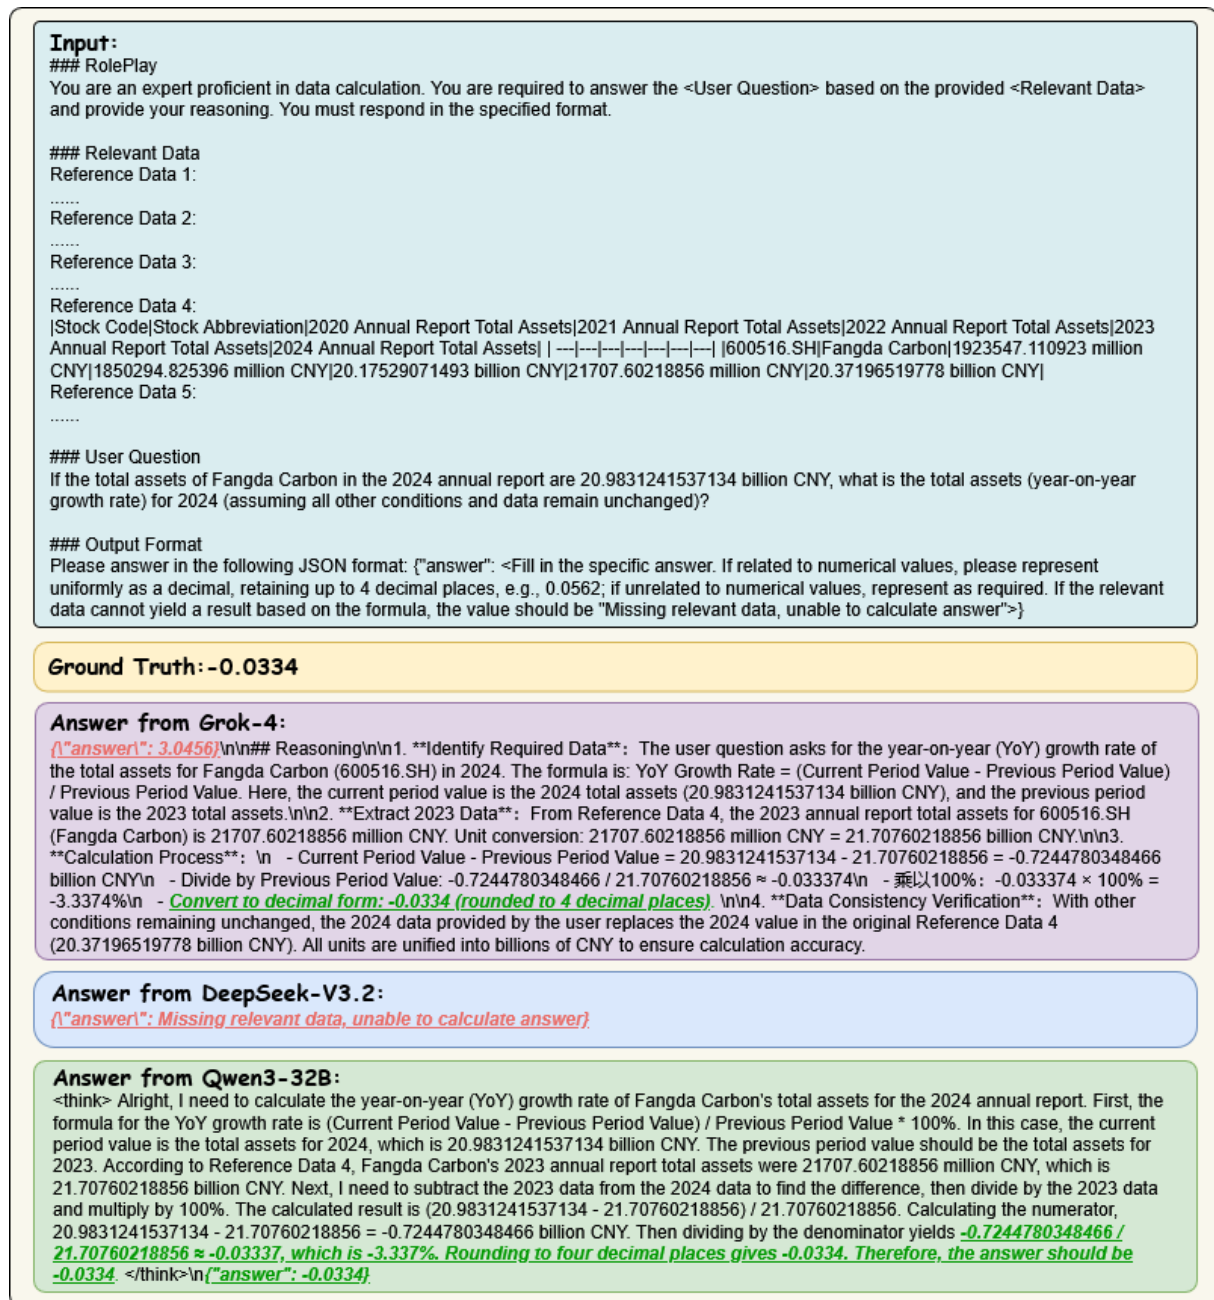 Input:
### RolePlay
You are an expert proficient in data calculation. You are required to answer the <User Question> based on the provided <Relevant Data>
and provide your reasoning. You must respond in the specified format.
### Relevant Data
Reference Data 1:
......
Reference Data 2:
......
Reference Data 3:
......
Reference Data 4:
|Stock Code|Stock Abbreviation|2020 Annual Report Total Assets|2021 Annual Report Total Assets|2022 Annual Report Total Assets|2023
Annual Report Total Assets|2024 Annual Report Total Assets| | ---|---|---|---|---|---|---| |600516.SH|Fangda Carbon|1923547.110923 million
CNY|1850294.825396 million CNY|20.17529071493 billion CNY|21707.60218856 million CNY|20.37196519778 billion CNY|
Reference Data 5:
......
### User Question
If the total assets of Fangda Carbon in the 2024 annual report are 20.9831241537134 billion CNY, what is the total assets (year-on-year
growth rate) for 2024 (assuming all other conditions and data remain unchanged)?
### Output Format
Please answer in the following JSON format: {"answer": <Fill in the specific answer. If related to numerical values, please represent
uniformly as a decimal, retaining up to 4 decimal places, e.g., 0.0562; if unrelated to numerical values, represent as required. If the relevant
data cannot yield a result based on the formula, the value should be "Missing relevant data, unable to calculate answer">}
Ground Truth:-0.0334
Answer from Grok-4:
{\"answer\": 3.0456}\n\n## Reasoning\n\n1. **Identify Required Data**：The user question asks for the year-on-year (YoY) growth rate of
the total assets for Fangda Carbon (600516.SH) in 2024. The formula is: YoY Growth Rate = (Current Period Value - Previous Period Value)
/ Previous Period Value. Here, the current period value is the 2024 total assets (20.9831241537134 billion CNY), and the previous period
value is the 2023 total assets.\n\n2. **Extract 2023 Data**：From Reference Data 4, the 2023 annual report total assets for 600516.SH
(Fangda Carbon) is 21707.60218856 million CNY. Unit conversion: 21707.60218856 million CNY = 21.70760218856 billion CNY.\n\n3.
**Calculation Process**：\n - Current Period Value - Previous Period Value = 20.9831241537134 - 21.70760218856 = -0.7244780348466
billion CNY\n - Divide by Previous Period Value: -0.7244780348466 / 21.70760218856 ≈ -0.033374\n - 乘以100%：-0.033374 × 100% =
-3.3374%\n - Convert to decimal form: -0.0334 (rounded to 4 decimal places). \n\n4. **Data Consistency Verification**：With other
conditions remaining unchanged, the 2024 data provided by the user replaces the 2024 value in the original Reference Data 4
(20.37196519778 billion CNY). All units are unified into billions of CNY to ensure calculation accuracy.
Answer from DeepSeek-V3.2:
{\"answer\": Missing relevant data, unable to calculate answer}
Answer from Qwen3-32B:
<think> Alright, I need to calculate the year-on-year (YoY) growth rate of Fangda Carbon's total assets for the 2024 annual report. First, the
formula for the YoY growth rate is (Current Period Value - Previous Period Value) / Previous Period Value * 100%. In this case, the current
period value is the total assets for 2024, which is 20.9831241537134 billion CNY. The previous period value should be the total assets for
2023. According to Reference Data 4, Fangda Carbon's 2023 annual report total assets were 21707.60218856 million CNY, which is
21.70760218856 billion CNY. Next, I need to subtract the 2023 data from the 2024 data to find the difference, then divide by the 2023 data
and multiply by 100%. The calculated result is (20.9831241537134 - 21.70760218856) / 21.70760218856. Calculating the numerator,
20.9831241537134 - 21.70760218856 = -0.7244780348466 billion CNY. Then dividing by the denominator yields -0.7244780348466 /
21.70760218856 ≈ -0.03337, which is -3.337%. Rounding to four decimal places gives -0.0334. Therefore, the answer should be
-0.0334. </think>\n{"answer": -0.0334}